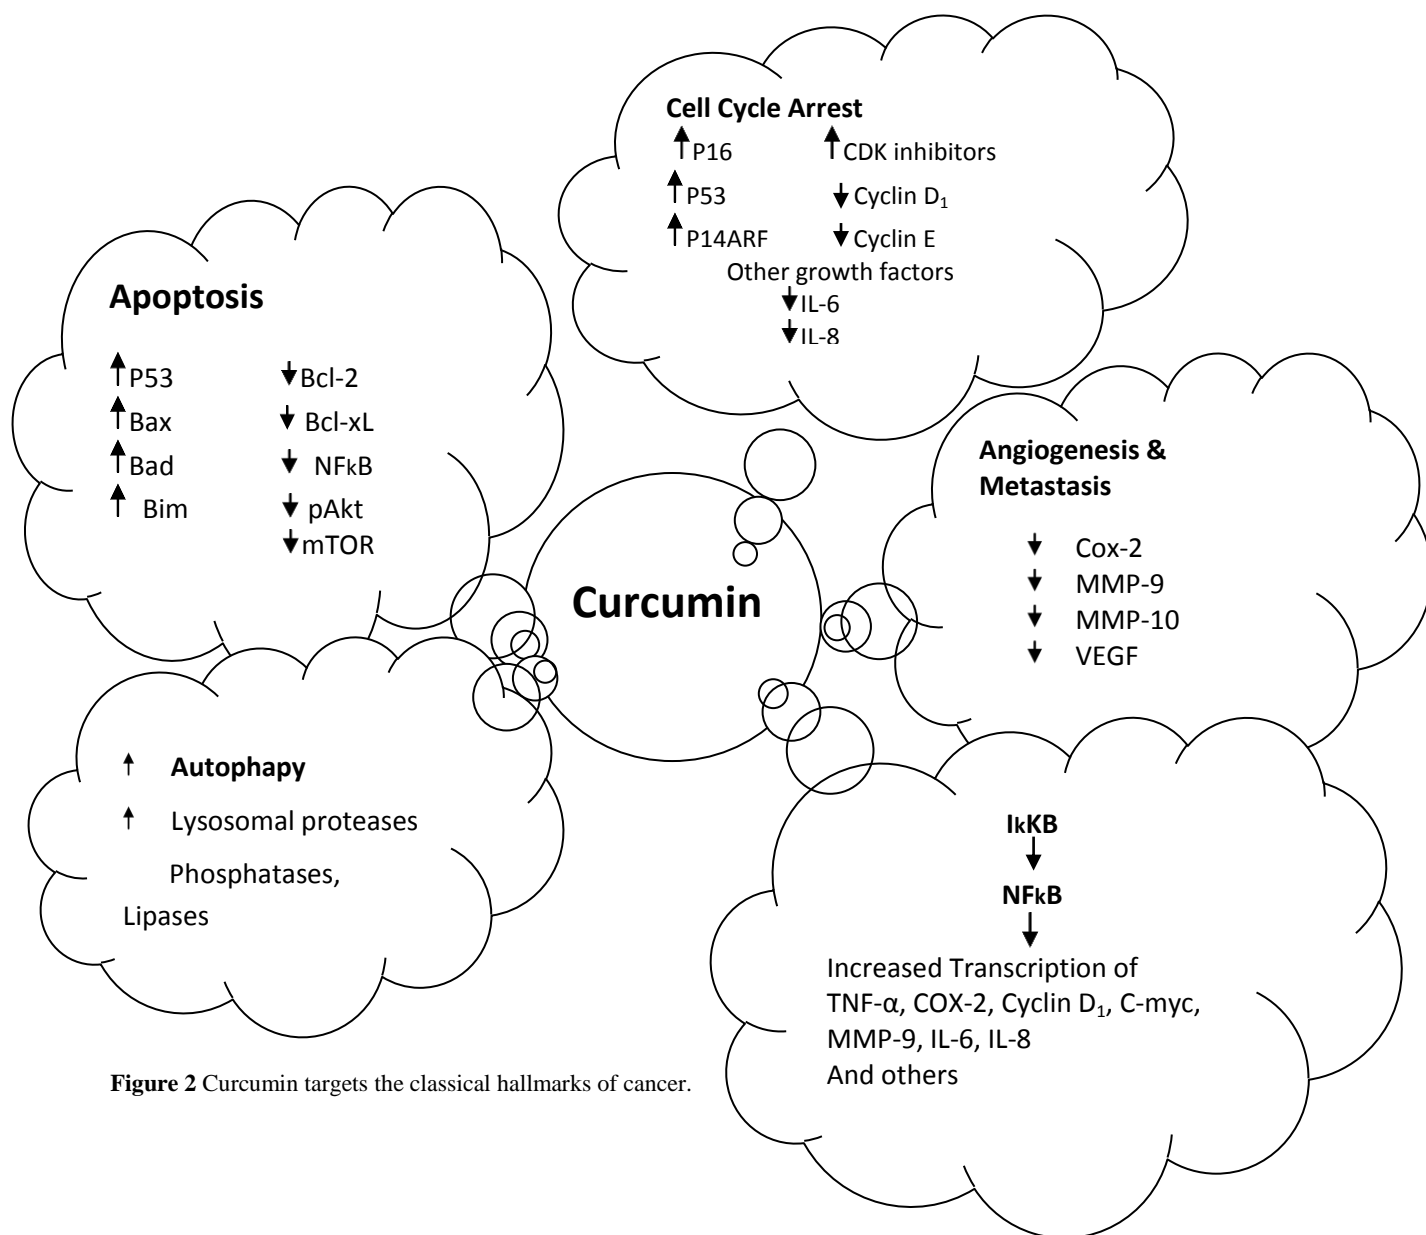 Cell Cycle Arrest
P16 CDK inhibitors
P53 Cyclin D₁
P14ARF Cyclin E
Other growth factors
IL-6
IL-8
Apoptosis
P53 Bcl-2
Bax Bcl-xL
Bad NFkB
Bim pAkt
mTOR
Angiogenesis &
Metastasis
Cox-2
MMP-9
MMP-10
VEGF
Curcumin
Autophapy
Lysosomal proteases
Phosphatases,
Lipases
IkKB
NFkB
Increased Transcription of
TNF-α, COX-2, Cyclin D₁, C-myc,
MMP-9, IL-6, IL-8
And others
Figure 2 Curcumin targets the classical hallmarks of cancer.